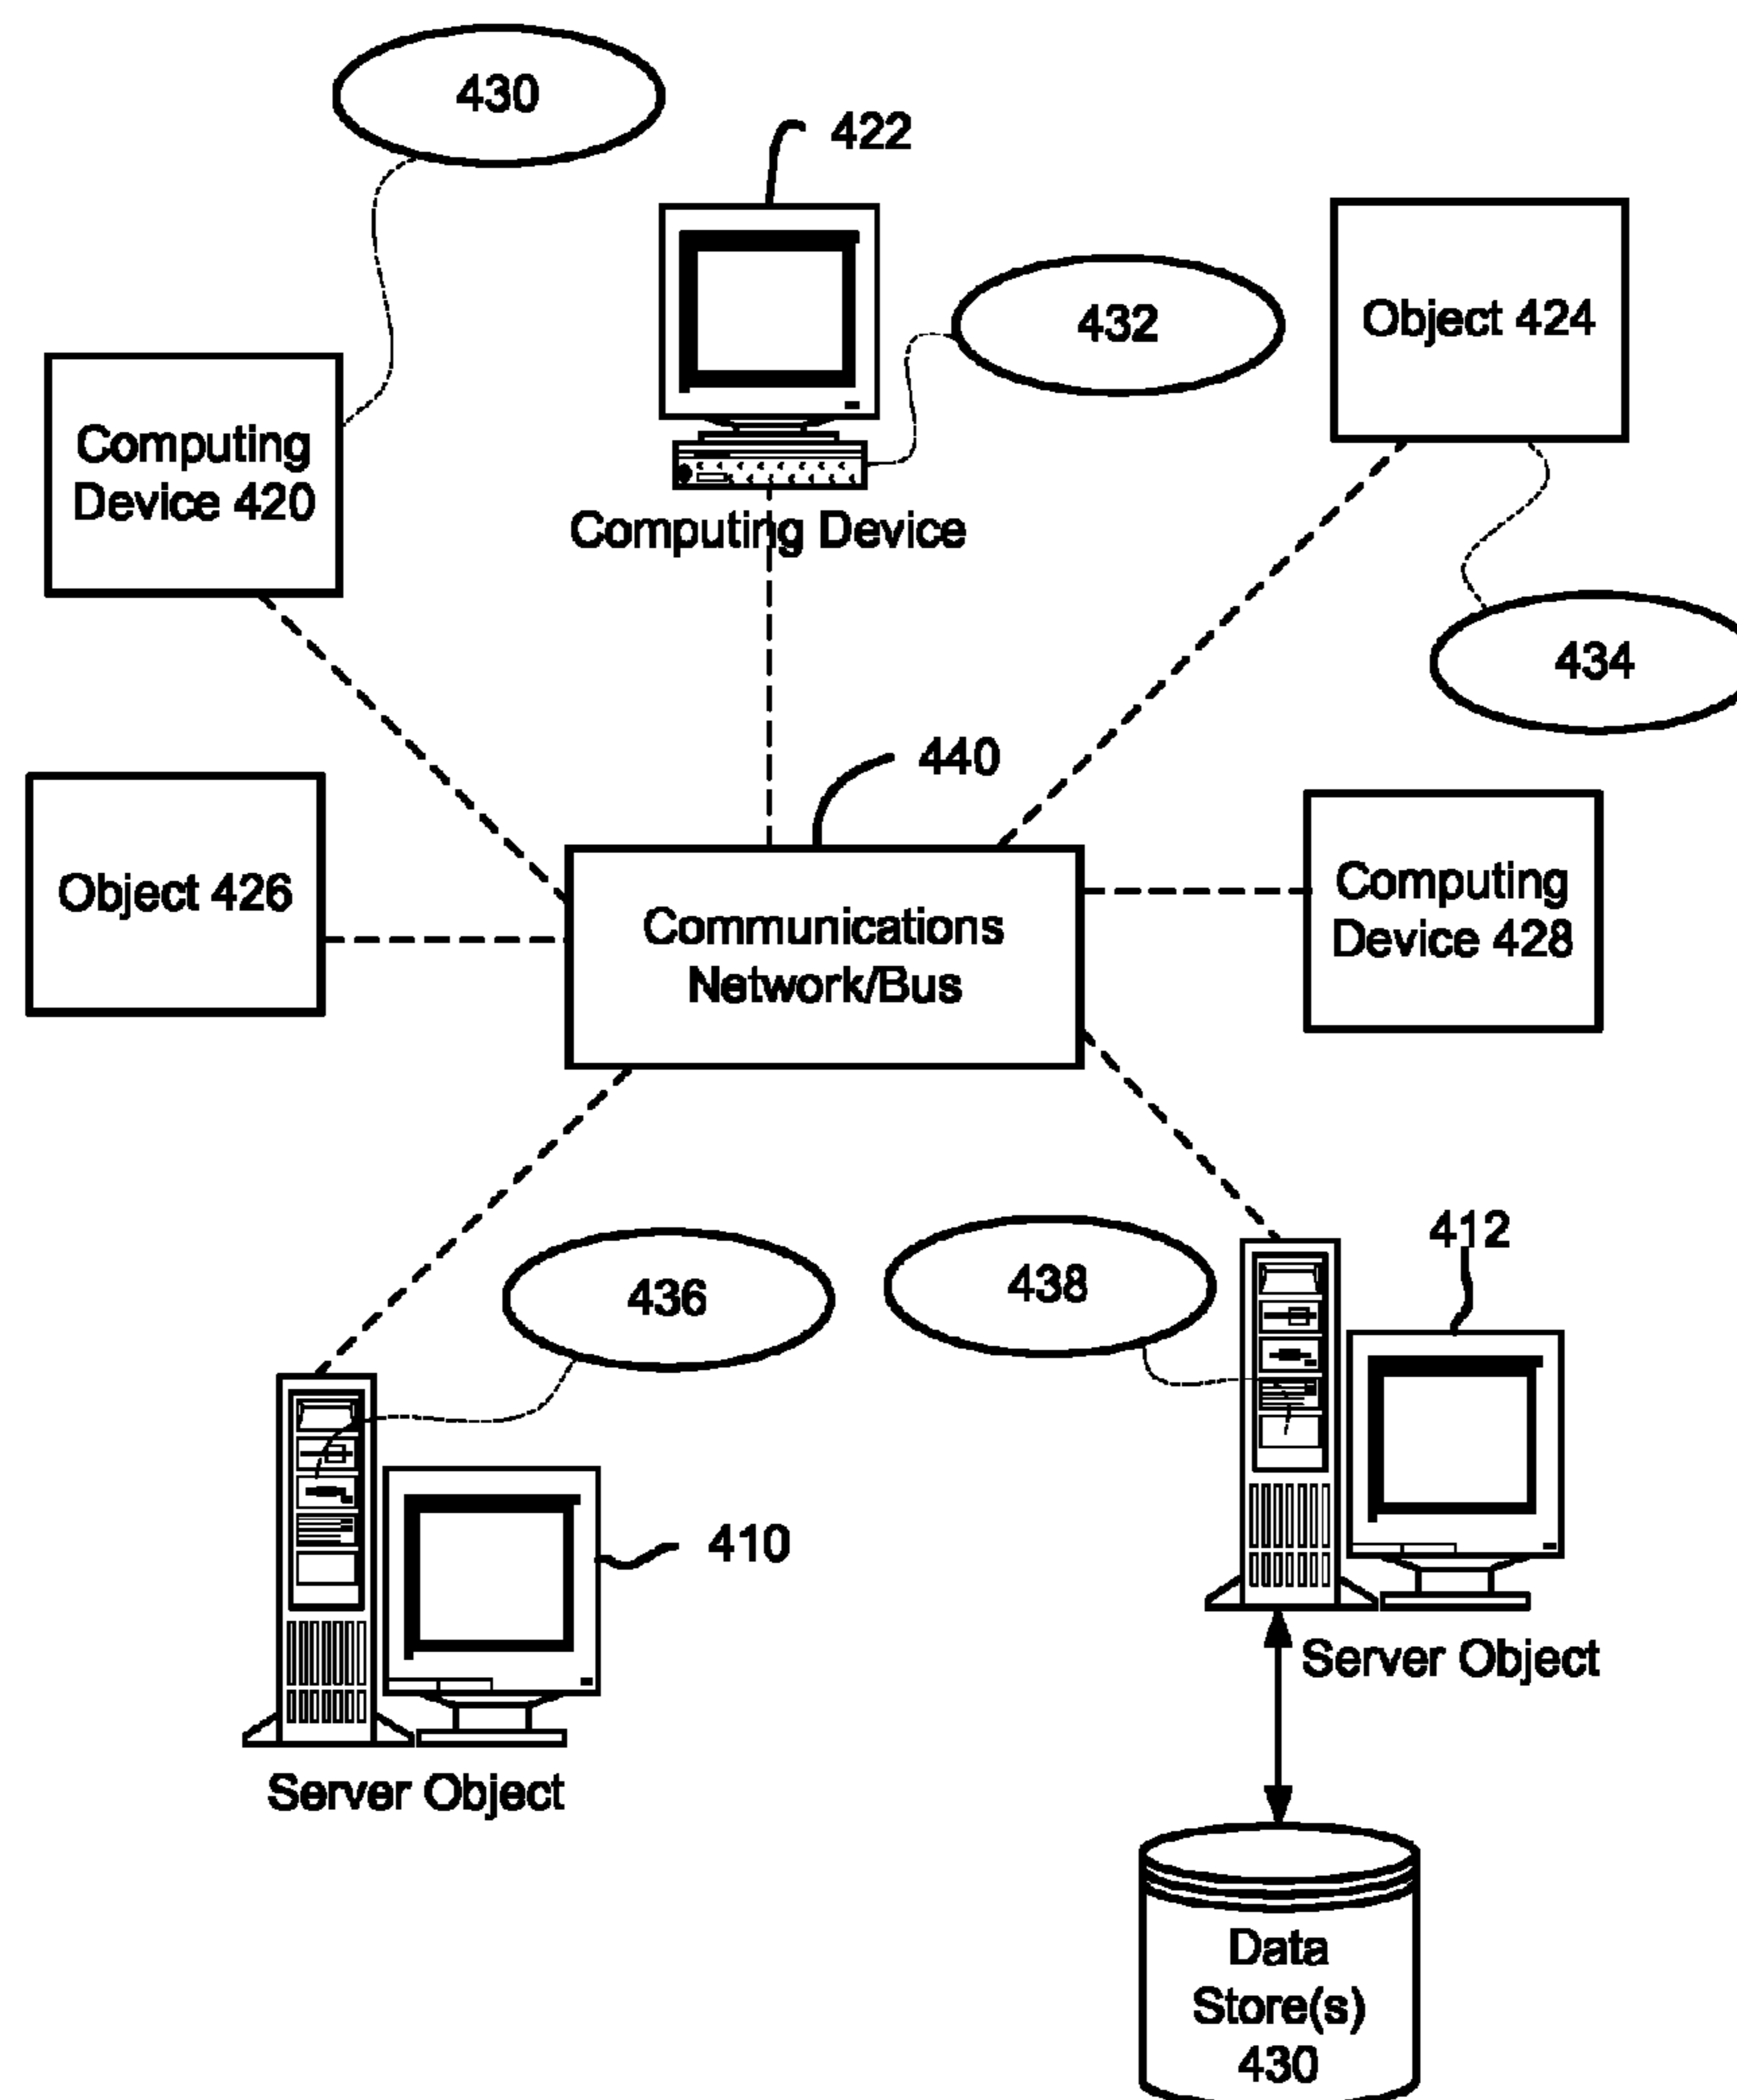 430
422
432
Object 424
Computing
Device 420
Computing Device
434
440
Object 426
Communications
Network/Bus
Computing
Device 428
436
438
412
410
Server Object
Server Object
Data
Store(s)
430